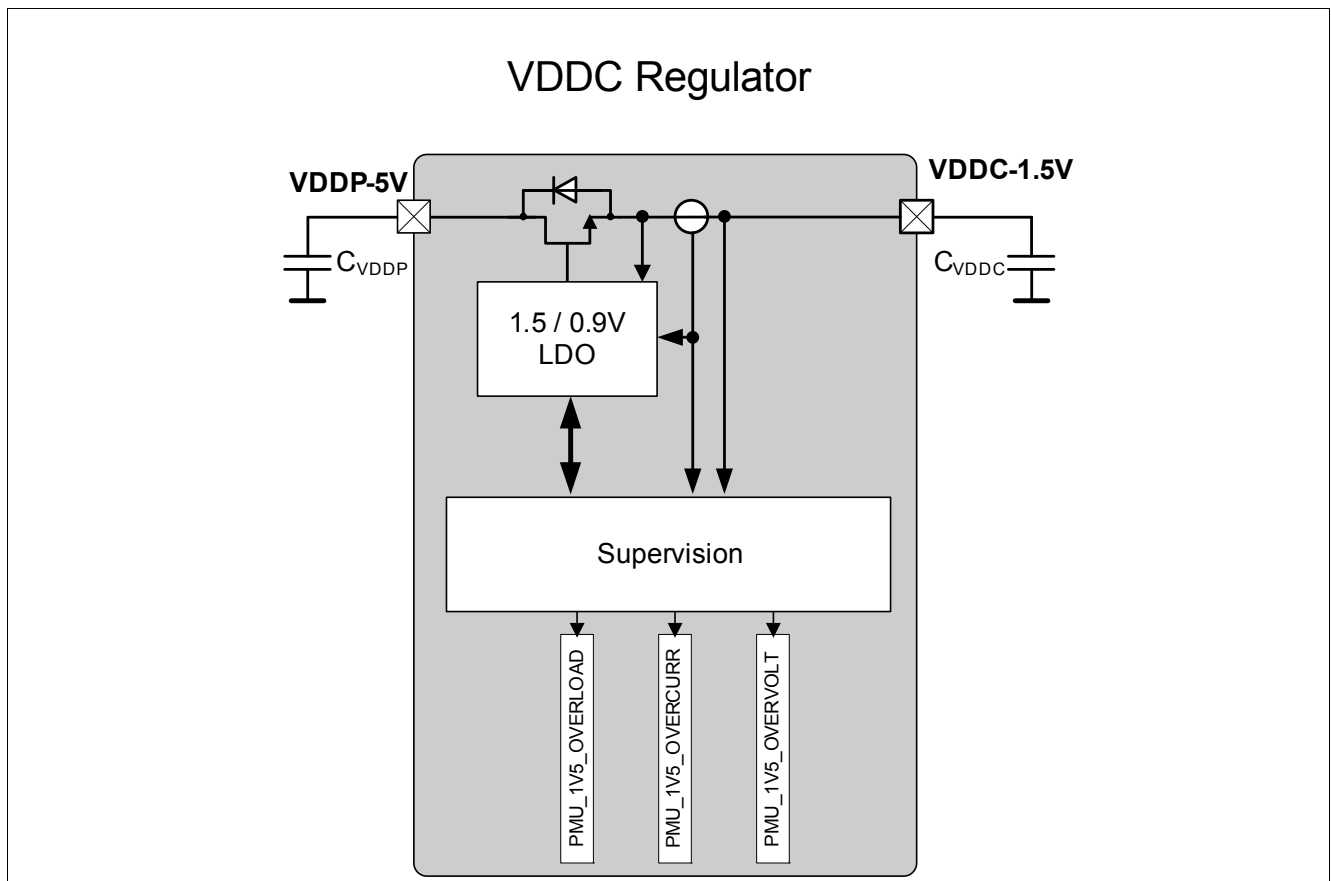 VDDC Regulator
VDDP-5V
VDDC-1.5V
CVDDP
CVDDC
1.5 / 0.9V
LDO
Supervision
PMU_1V5_OVERLOAD
PMU_1V5_OVERCURR
PMU_1V5_OVERVOLT